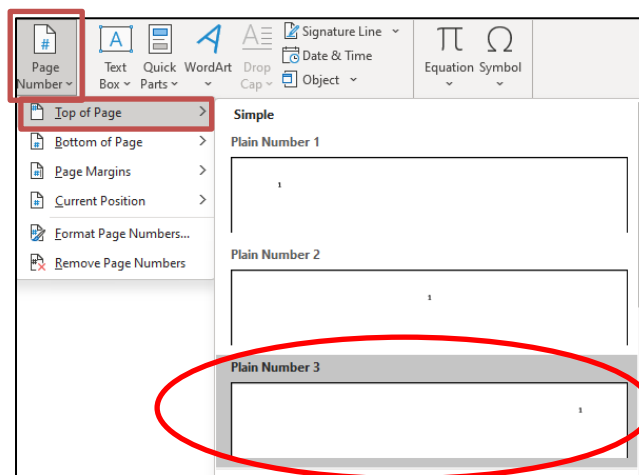 Page
Number
Text
Box
Quick
Parts
WordArt
Drop
Cap
Signature Line
Date & Time
Object
Equation
Symbol
Top of Page
Bottom of Page
Page Margins
Current Position
Format Page Numbers...
Remove Page Numbers
Simple
Plain Number 1
1
Plain Number 2
1
Plain Number 3
1